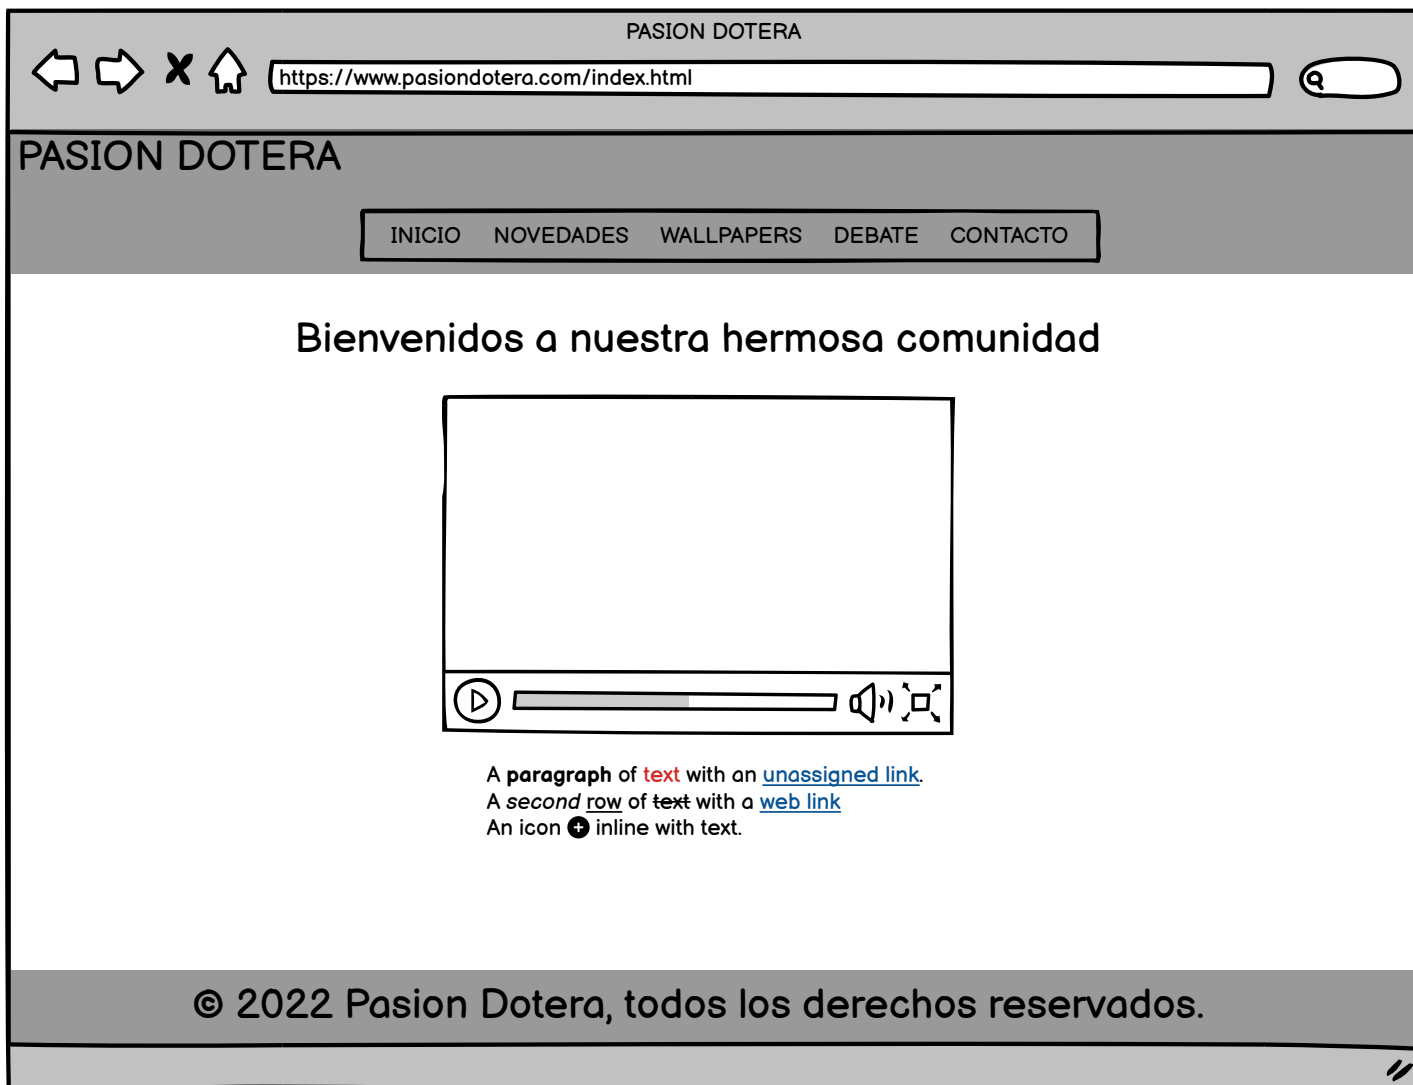 PASION DOTERA
https://www.pasiondotera.com/index.html
PASION DOTERA
INICIO NOVEDADES WALLPAPERS DEBATE CONTACTO
Bienvenidos a nuestra hermosa comunidad
A paragraph of text with an unassigned link.
A second row of text with a web link
An icon inline with text.
© 2022 Pasion Dotera, todos los derechos reservados.